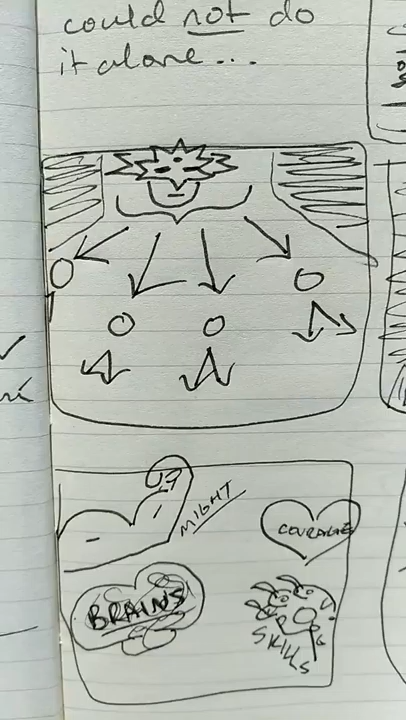 could not do
it alone...
MIGHT
COURAGE
BRAINS
SKILLS